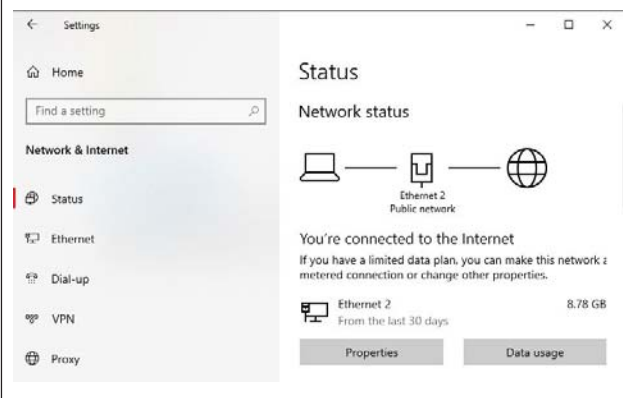 Settings
Home
Find a setting
Network & Internet
Status
Ethernet
Dial-up
VPN
Proxy
Status
Network status
Ethernet 2
Public network
You're connected to the Internet
If you have a limited data plan, you can make this network a
metered connection or change other properties.
Ethernet 2 8.78 GB
From the last 30 days
Properties Data usage